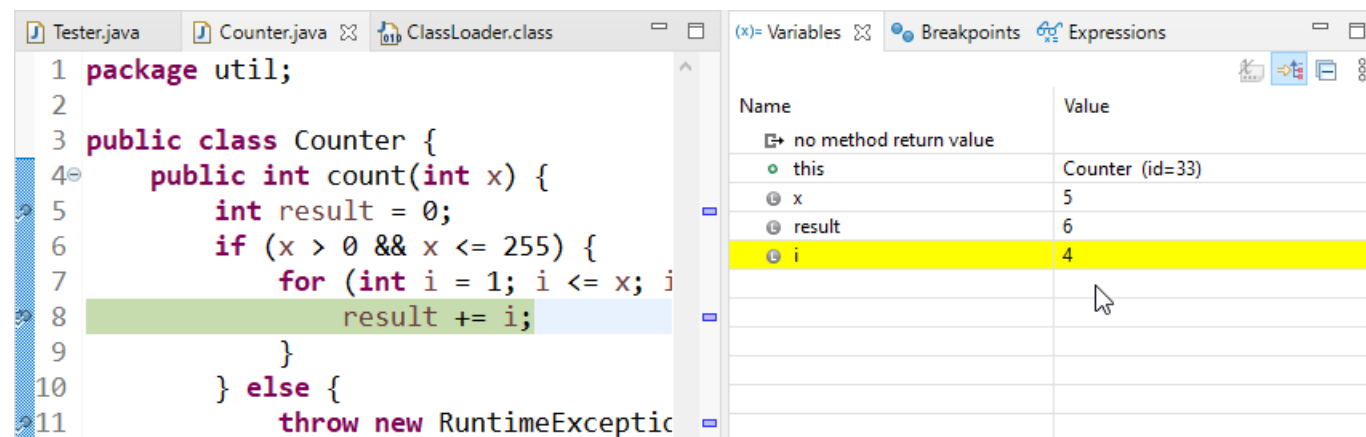 Tester.java Counter.java ClassLoader.class
1 package util;
2
3 public class Counter {
4 public int count(int x) {
5 int result = 0;
6 if (x > 0 && x <= 255) {
7 for (int i = 1; i <= x; i
8 result += i;
9 }
10 } else {
11 throw new RuntimeExceptic
(x)= Variables Breakpoints Expressions
Name Value
no method return value
this Counter (id=33)
x 5
result 6
i 4